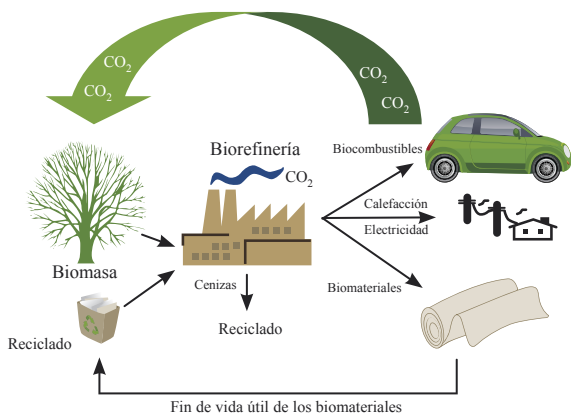 CO₂
CO₂
CO₂
CO₂
Biorefinería
CO₂
Biocombustibles
Calefacción
Electricidad
Biomasa
Cenizas
Biomateriales
Reciclado
Reciclado
Fin de vida útil de los biomateriales